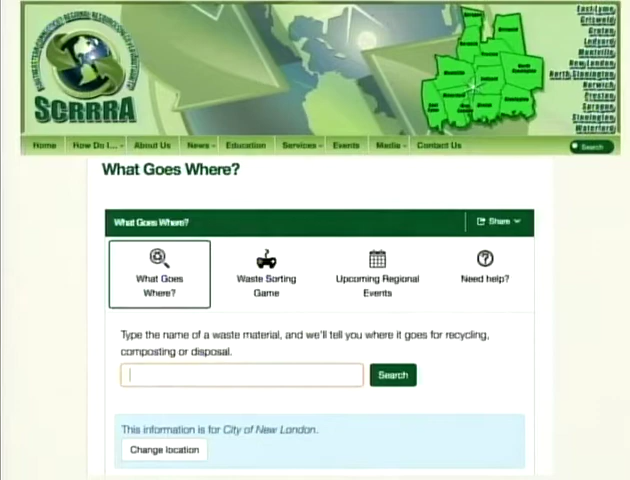 SCRRRA
East Lyme
Griswold
Groton
Ledyard
Montville
New London
North Stonington
Norwich
Preston
Sprague
Stonington
Waterford
Home
How Do I...
About Us
News
Education
Services
Events
Media
Contact Us
Search
What Goes Where?
What Goes Where?
Share
What Goes
Where?
Waste Sorting
Game
Upcoming Regional
Events
Need help?
Type the name of a waste material, and we'll tell you where it goes for recycling,
composting or disposal.
Search
This information is for City of New London.
Change location